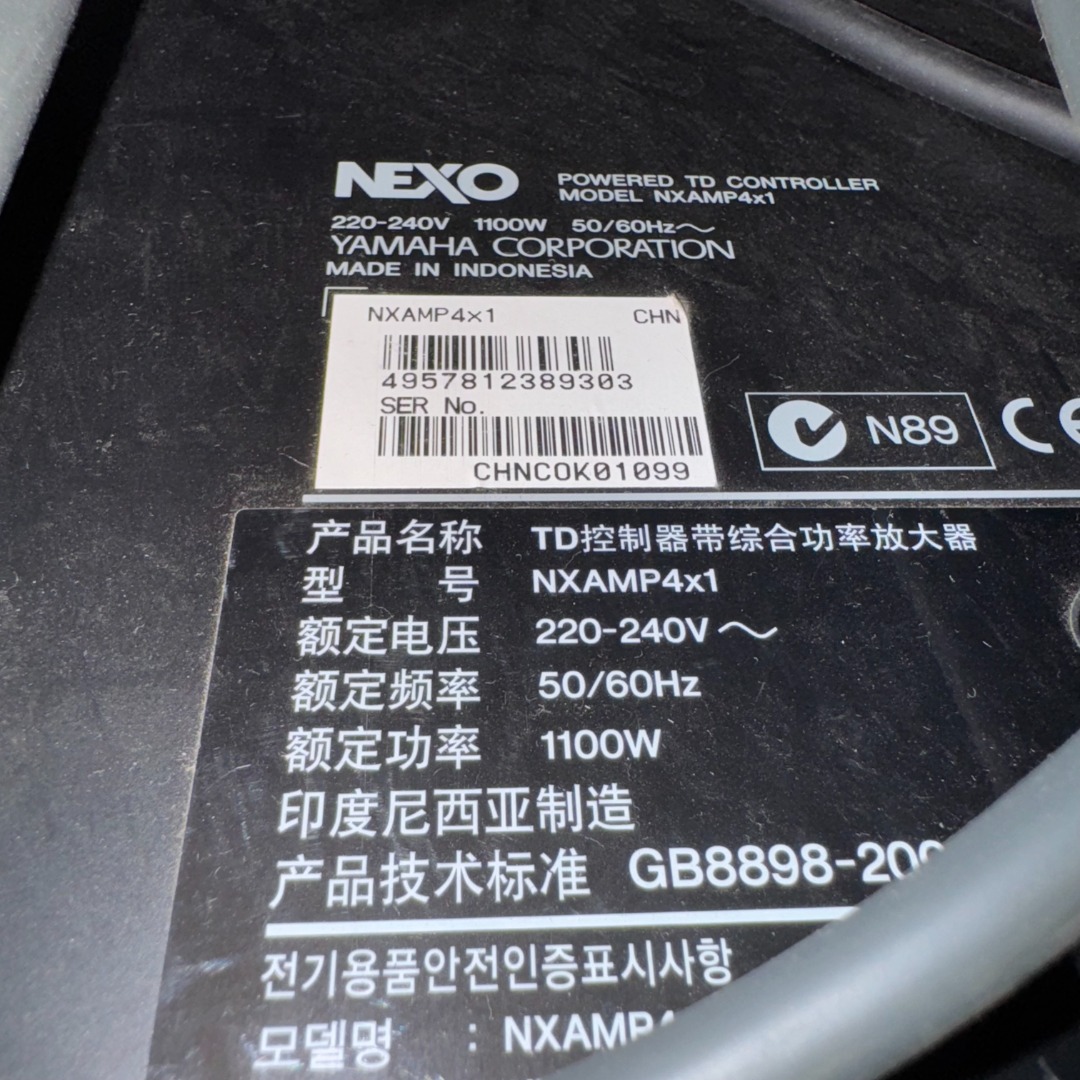 NEXO
POWERED TD CONTROLLER
MODEL NXAMP4x1
220-240V 1100W 50/60Hz～
YAMAHA CORPORATION
MADE IN INDONESIA
NXAMP4x1 CHN
4957812389303
SER No.
CHNCOK01099
N89
CE
产品名称 TD控制器带综合功率放大器
型号 NXAMP4x1
额定电压 220-240V～
额定频率 50/60Hz
额定功率 1100W
印度尼西亚制造
产品技术标准 GB8898-200
전기용품안전인증표시사항
모델명 : NXAMP4